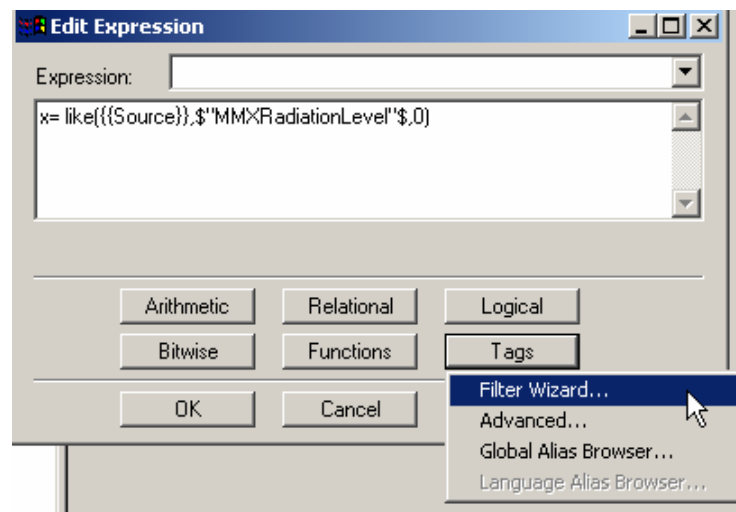 Edit Expression
Expression:
x= like({{Source}},$"MMXRadiationLevel"$,0)
Arithmetic Relational Logical
Bitwise Functions Tags
OK Cancel
Filter Wizard...
Advanced...
Global Alias Browser...
Language Alias Browser...